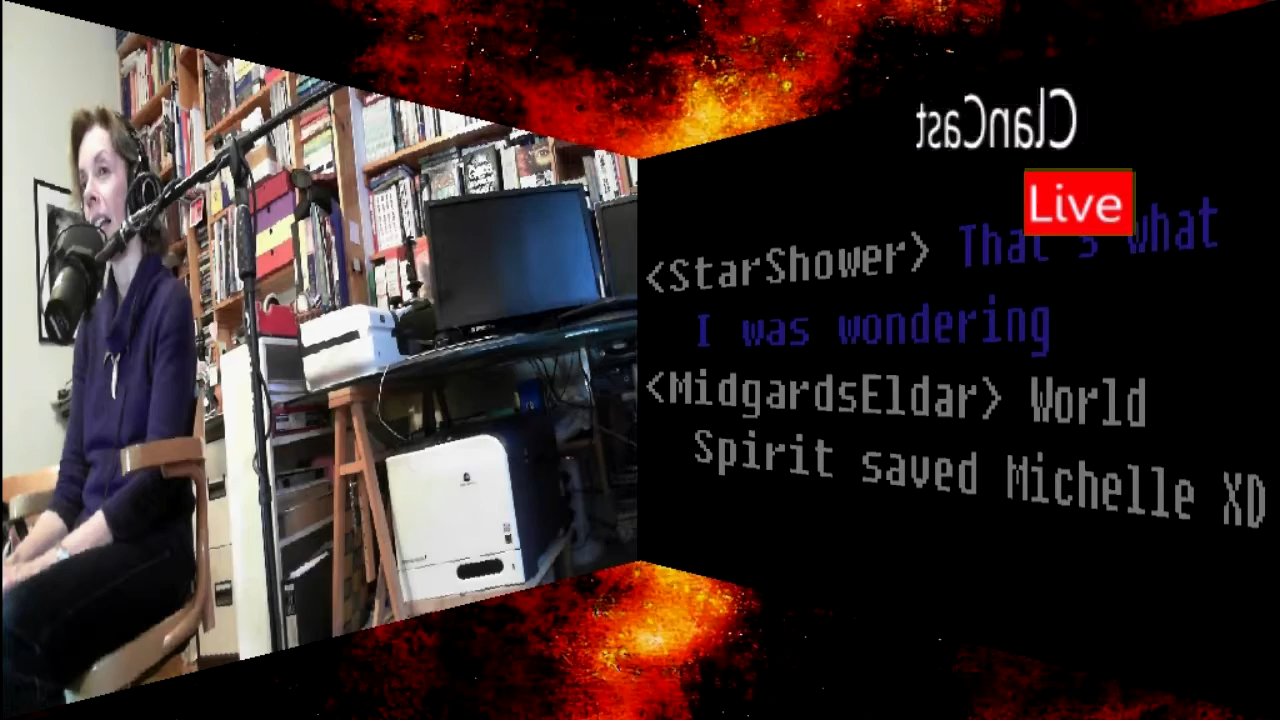 ClanCast
Live
<StarShower> That's what
I was wondering
<MidgardsEldar> World
Spirit saved Michelle XD